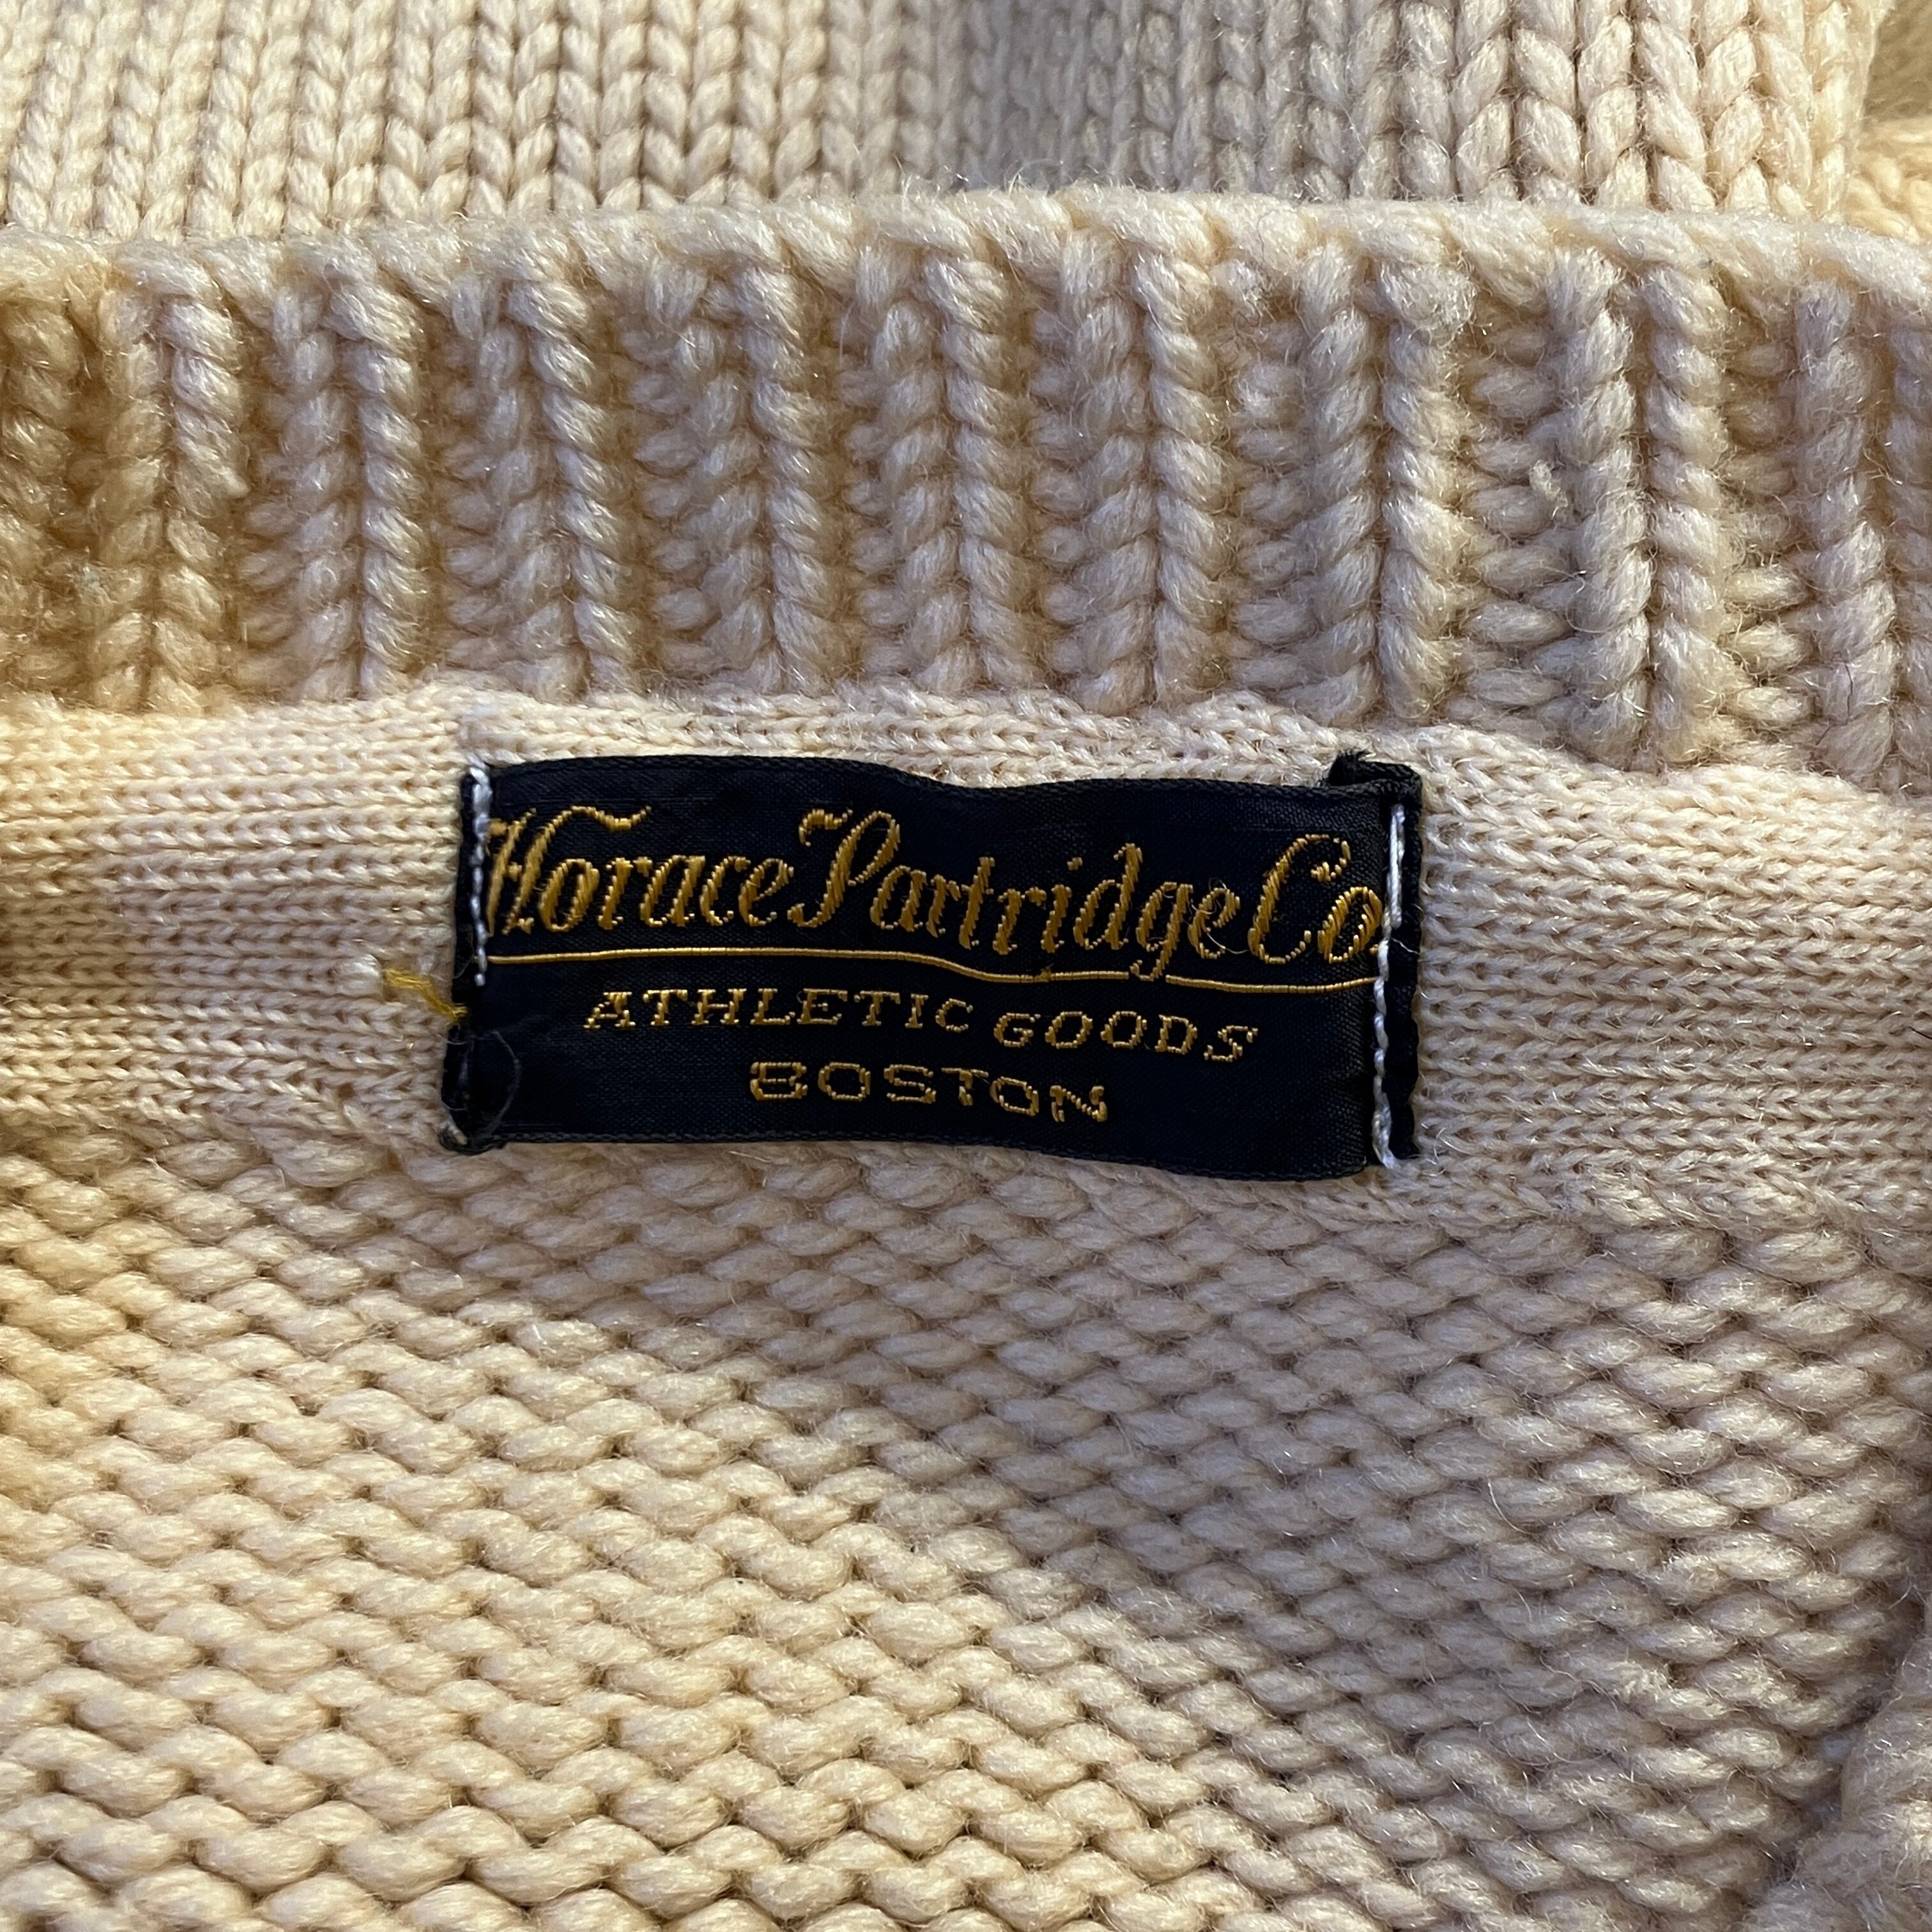 Horace Partridge Co
ATHLETIC GOODS
BOSTON